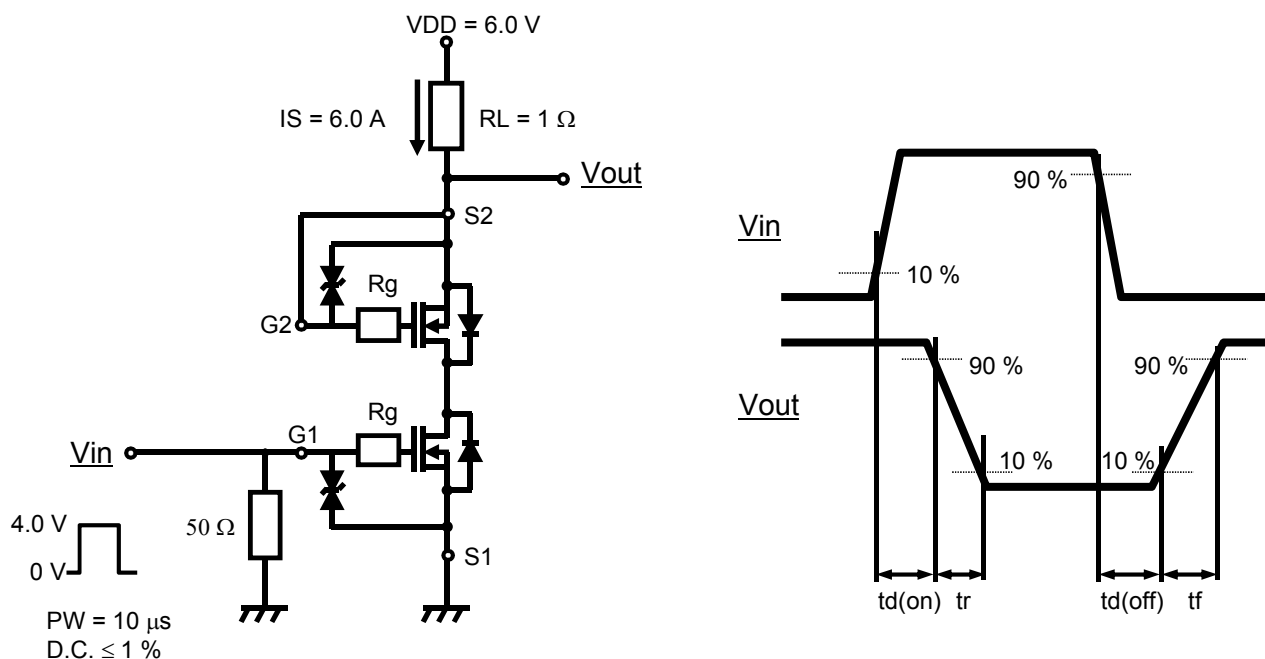 VDD = 6.0 V
IS = 6.0 A
RL = 1 Ω
Vout
S2
Rg
G2
Rg
G1
Vin
50 Ω
4.0 V
0 V
S1
PW = 10 μs
D.C. ≤ 1 %
90 %
Vin
10 %
90 %
90 %
Vout
10 %
10 %
td(on)
tr
td(off)
tf